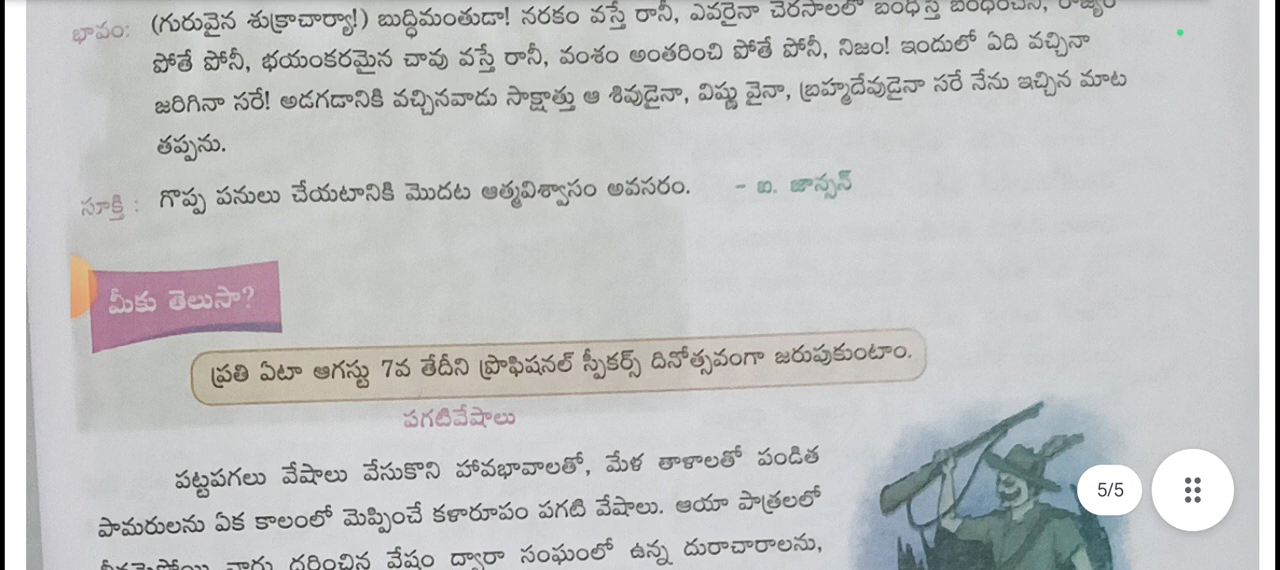 భావం: (గురువైన శుక్రాచార్యా!) బుద్ధిమంతుడా! నరకం వస్తే రానీ, ఎవరైనా చెరసాలలో బంధిస్తే బంధించనీ, రాజ్యం
పోతే పోనీ, భయంకరమైన చావు వస్తే రానీ, వంశం అంతరించి పోతే పోనీ, నిజం! ఇందులో ఏది వచ్చినా
జరిగినా సరే! అడగడానికి వచ్చినవాడు సాక్షాత్తు ఆ శివుడైనా, విష్ణు వైనా, బ్రహ్మదేవుడైనా సరే నేను ఇచ్చిన మాట
తప్పను.
సూక్తి : గొప్ప పనులు చేయటానికి మొదట ఆత్మవిశ్వాసం అవసరం. - ఐ. జాన్సన్
మీకు తెలుసా?
ప్రతి ఏటా ఆగస్టు 7వ తేదీని ప్రొఫిషనల్ స్పీకర్స్ దినోత్సవంగా జరుపుకుంటాం.
పగటివేషాలు
పట్టపగలు వేషాలు వేసుకొని హావభావాలతో, మేళ తాళాలతో పండిత
పామరులను ఏక కాలంలో మెప్పించే కళారూపం పగటి వేషాలు. ఆయా పాత్రలలో
వారు ధరించిన వేషం ద్వారా సంఘంలో ఉన్న దురాచారాలను,
5/5